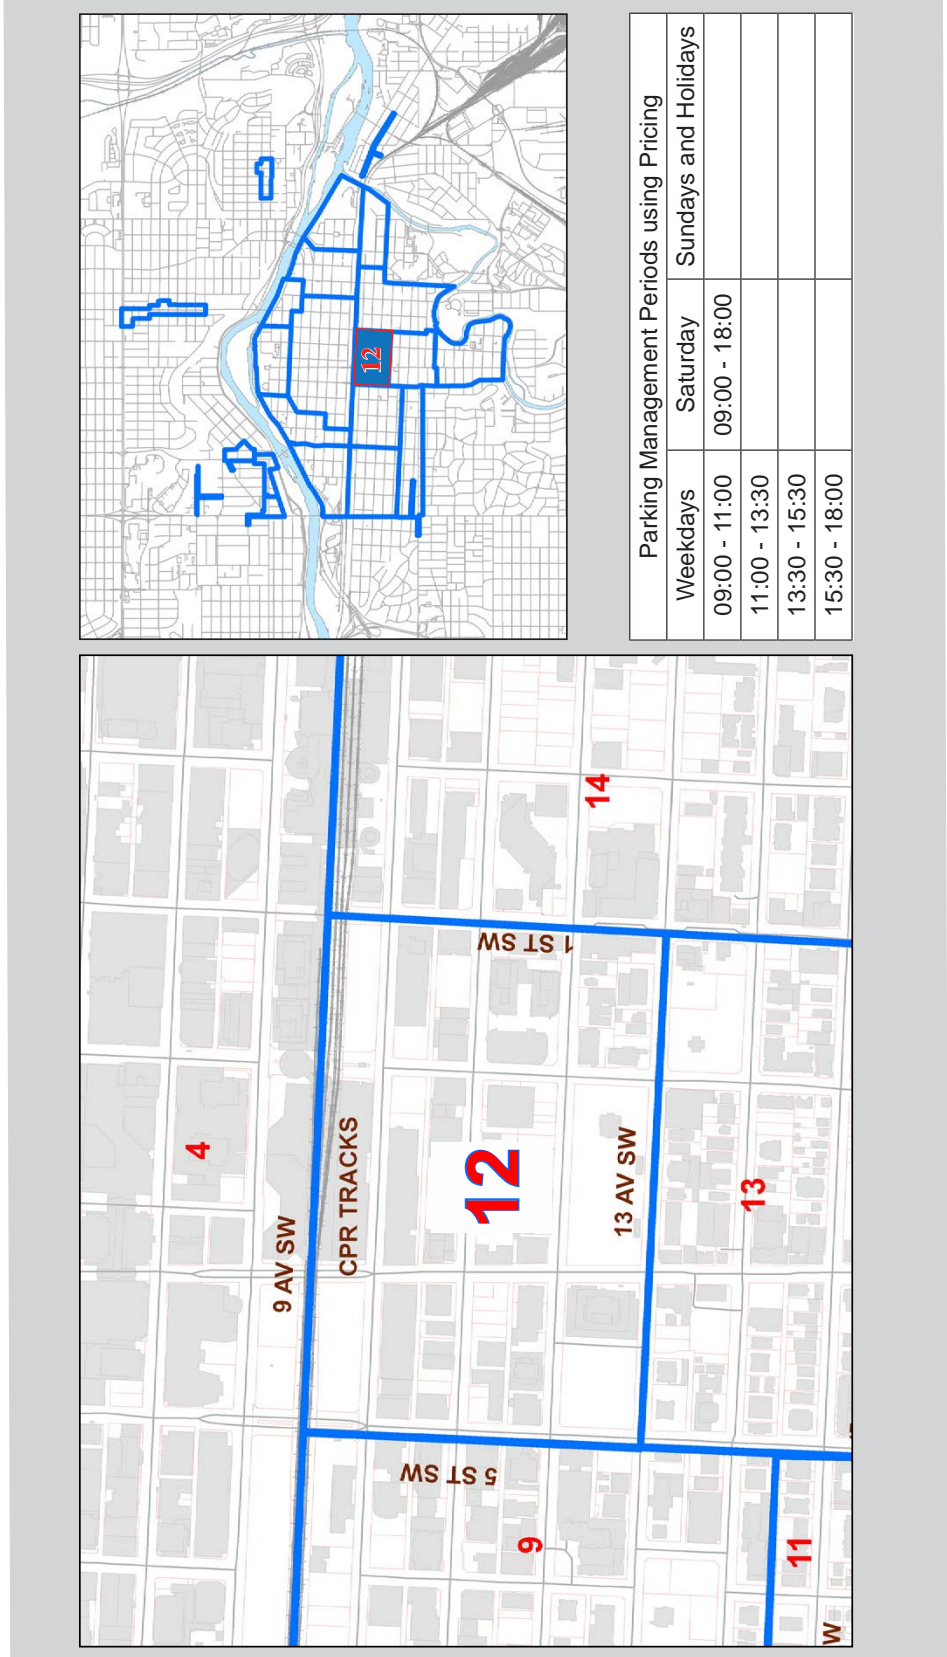 4
9 AV SW
CPR TRACKS
5 ST SW
1 ST SW
12
13 AV SW
9
14
13
11
W
12
Parking Management Periods using Pricing
Weekdays Saturday Sundays and Holidays
09:00 - 11:00 09:00 - 18:00
11:00 - 13:30
13:30 - 15:30
15:30 - 18:00